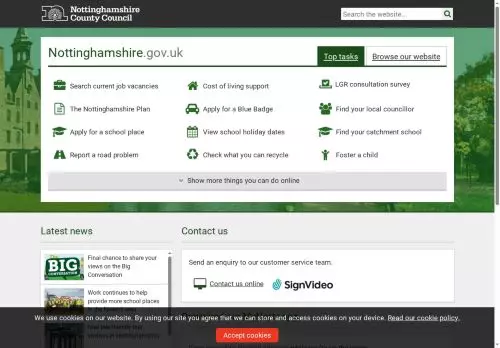 Nottinghamshire
County Council
Search the website...
Nottinghamshire.gov.uk
Top tasks
Browse our website
Search current job vacancies
Cost of living support
LGR consultation survey
The Nottinghamshire Plan
Apply for a Blue Badge
Find your local councillor
Apply for a school place
View school holiday dates
Find your catchment school
Report a road problem
Check what you can recycle
Foster a child
Show more things you can do online
Latest news
Contact us
THE BIG CONVERSATION
Final chance to share
your views on the Big
Conversation
Work continues to help
provide more school places
Send an enquiry to our customer service team.
Contact us online
SignVideo
We use cookies on our website. By using our site you agree that we can store and access cookies on your device. Read our cookie policy.
Accept cookies